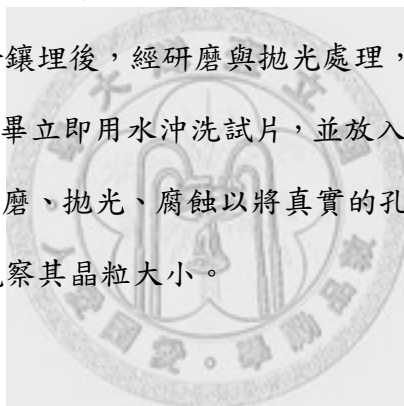 鑲埋後，經研磨與拋光處理，
畢立即用水沖洗試片，並放入
磨、拋光、腐蝕以將真實的孔
察其晶粒大小。